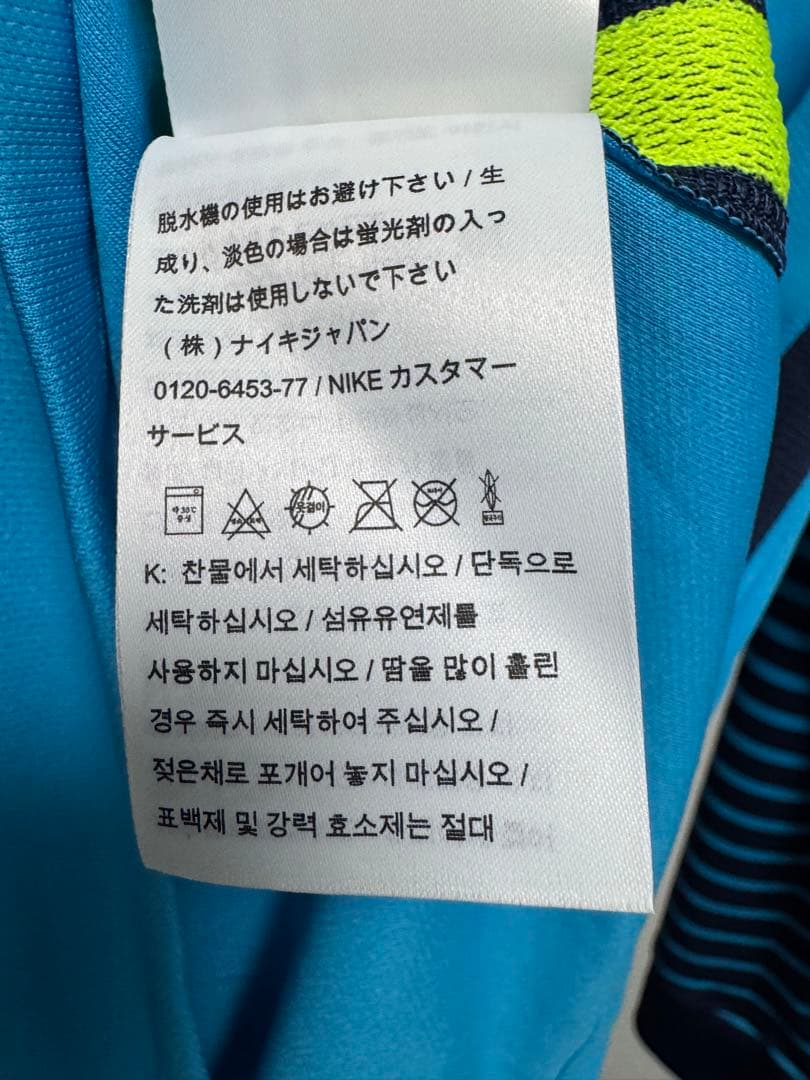 脱水機の使用はお避け下さい / 生
成り、淡色の場合は蛍光剤の入っ
た洗剤は使用しないで下さい
(株)ナイキジャパン
0120-6453-77 / NIKE カスタマー
サービス
약 30℃ 중성
옷걸이
K: 찬물에서 세탁하십시오 / 단독으로
세탁하십시오 / 섬유유연제를
사용하지 마십시오 / 땀을 많이 흘린
경우 즉시 세탁하여 주십시오 /
젖은채로 포개어 놓지 마십시오 /
표백제 및 강력 효소제는 절대